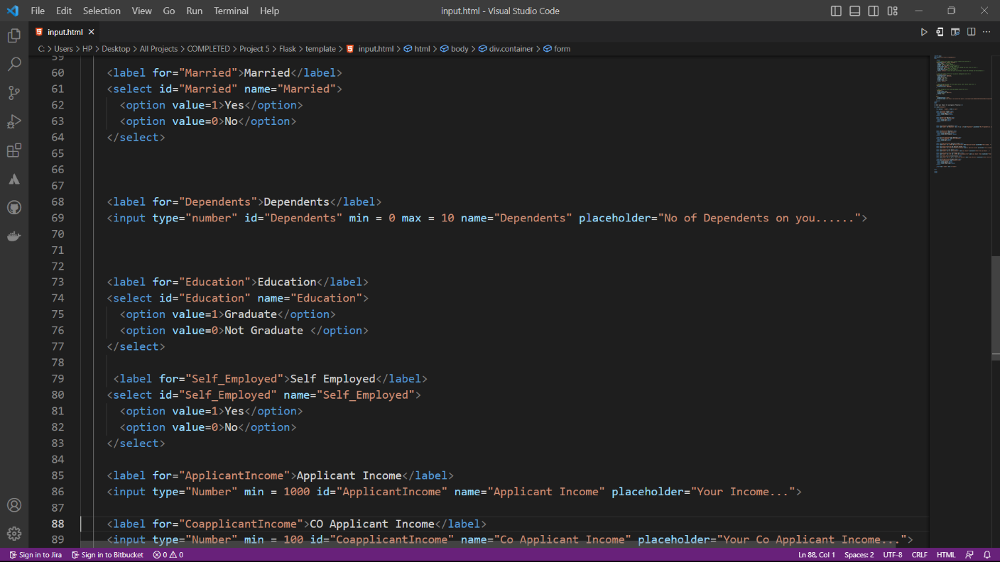 File Edit Selection View Go Run Terminal Help input.html - Visual Studio Code
input.html
C: > Users > HP > Desktop > All Projects > COMPLETED > Project 5 > Flask > template > input.html > html > body > div.container > form
59
60 <label for="Married">Married</label>
61 <select id="Married" name="Married">
62 <option value=1>Yes</option>
63 <option value=0>No</option>
64 </select>
65
66
67
68 <label for="Dependents">Dependents</label>
69 <input type="number" id="Dependents" min = 0 max = 10 name="Dependents" placeholder="No of Dependents on you......">
70
71
72
73 <label for="Education">Education</label>
74 <select id="Education" name="Education">
75 <option value=1>Graduate</option>
76 <option value=0>Not Graduate </option>
77 </select>
78
79 <label for="Self_Employed">Self Employed</label>
80 <select id="Self_Employed" name="Self_Employed">
81 <option value=1>Yes</option>
82 <option value=0>No</option>
83 </select>
84
85 <label for="ApplicantIncome">Applicant Income</label>
86 <input type="Number" min = 1000 id="ApplicantIncome" name="Applicant Income" placeholder="Your Income...">
87
88 <label for="CoapplicantIncome">CO Applicant Income</label>
89 <input type="Number" min = 100 id="CoapplicantIncome" name="Co Applicant Income" placeholder="Your Co Applicant Income...">
Sign in to Jira Sign in to Bitbucket 0 0 Ln 88, Col 1 Spaces: 2 UTF-8 CRLF HTML